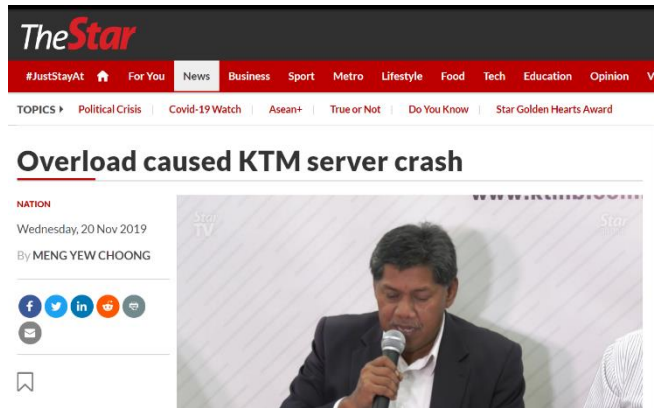 TheStar
#JustStayAt For You News Business Sport Metro Lifestyle Food Tech Education Opinion V
TOPICS Political Crisis Covid-19 Watch Asean+ True or Not Do You Know Star Golden Hearts Award
Overload caused KTM server crash
NATION
Wednesday, 20 Nov 2019
By MENG YEW CHOONG
Star
TV
Star